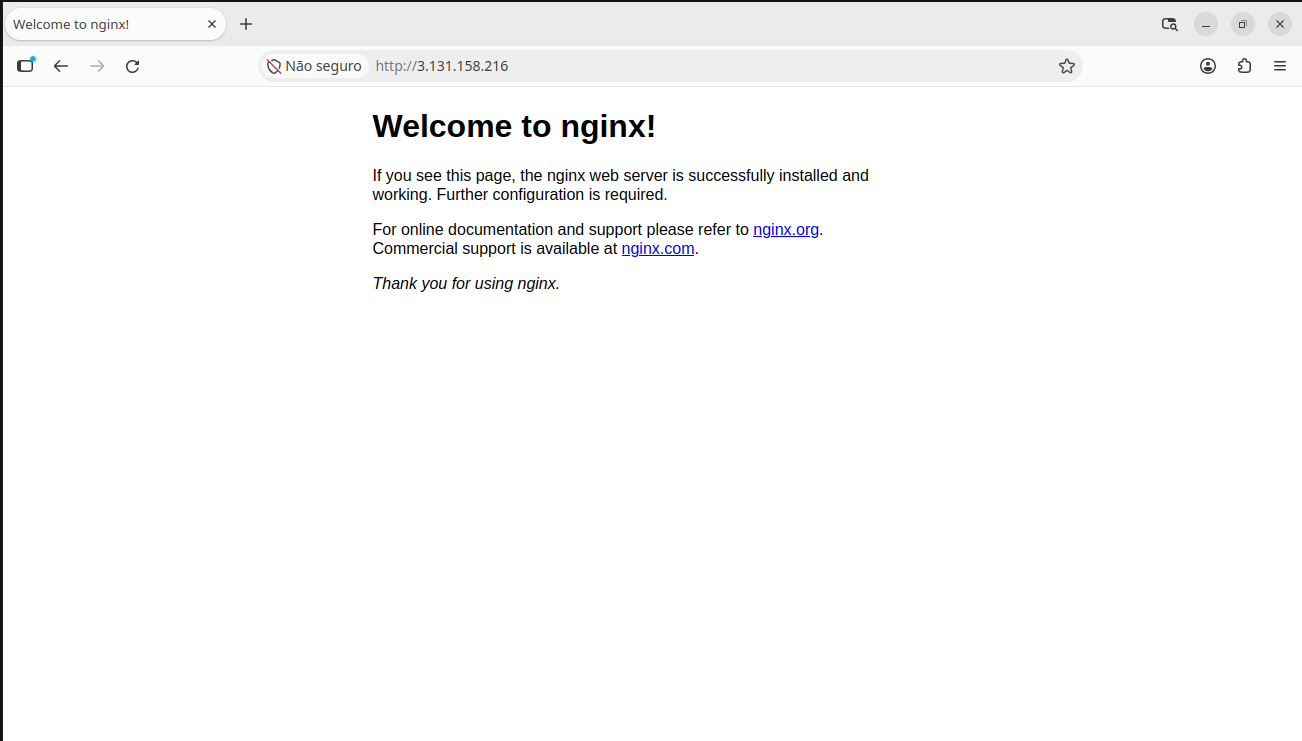 Welcome to nginx!
Não seguro http://3.131.158.216
Welcome to nginx!
If you see this page, the nginx web server is successfully installed and
working. Further configuration is required.
For online documentation and support please refer to nginx.org.
Commercial support is available at nginx.com.
Thank you for using nginx.